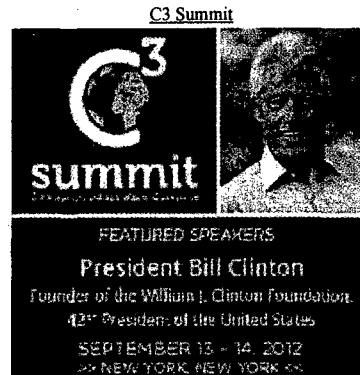 C3 Summit
C3
summit
FEATURED SPEAKERS
President Bill Clinton
Founder of the William J. Clinton Foundation,
42nd President of the United States
SEPTEMBER 13 - 14, 2012
>> NEW YORK, NEW YORK <<